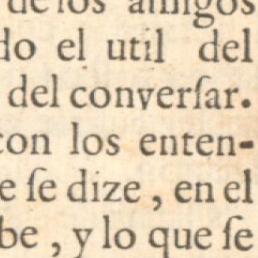 de los amigos
do el util del
del converſar.
con los enten-
e ſe dize, en el
be, y lo que ſe